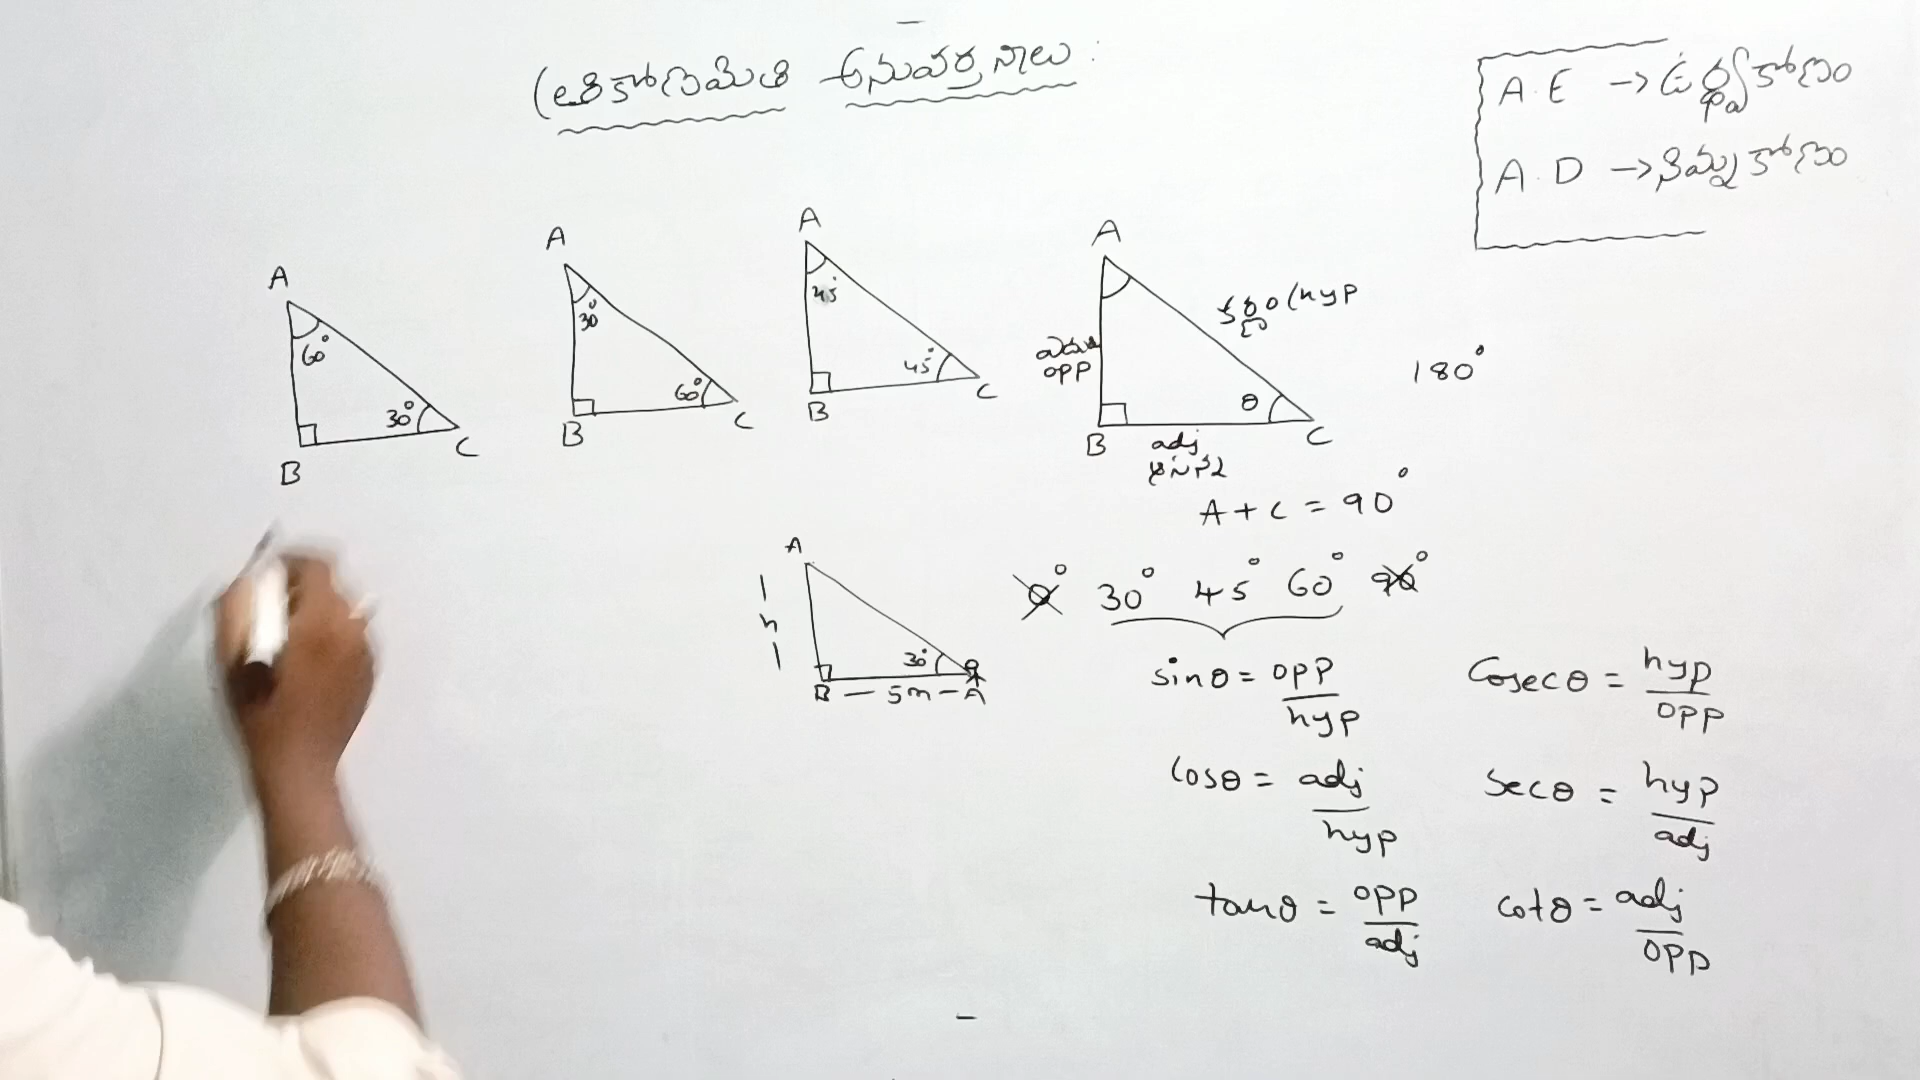 త్రికోణమితి అనువర్తనాలు :
A.E → ఊర్ధ్వకోణం
A.D → నిమ్నకోణం
A
60°
30°
B
C
A
30°
60°
B
C
A
45°
45°
B
C
A
కర్ణం (hyp
opp
θ
B
C
adj
180°
A + C = 90°
A
h
30°
B — 5m — A
0° 30° 45° 60° 90°
sinθ = opp/hyp
Cosecθ = hyp/opp
cosθ = adj/hyp
Secθ = hyp/adj
tanθ = opp/adj
cotθ = adj/opp